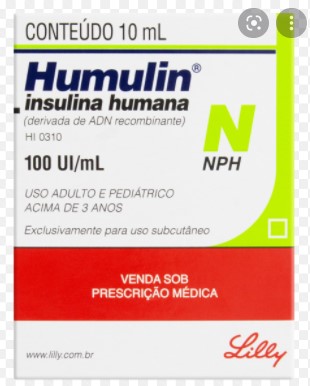 CONTEÚDO 10 mL
Humulin®
insulina humana
(derivada de ADN recombinante)
HI 0310
N
100 UI/mL
NPH
USO ADULTO E PEDIÁTRICO
ACIMA DE 3 ANOS
Exclusivamente para uso subcutâneo
VENDA SOB
PRESCRIÇÃO MÉDICA
www.lilly.com.br
Lilly